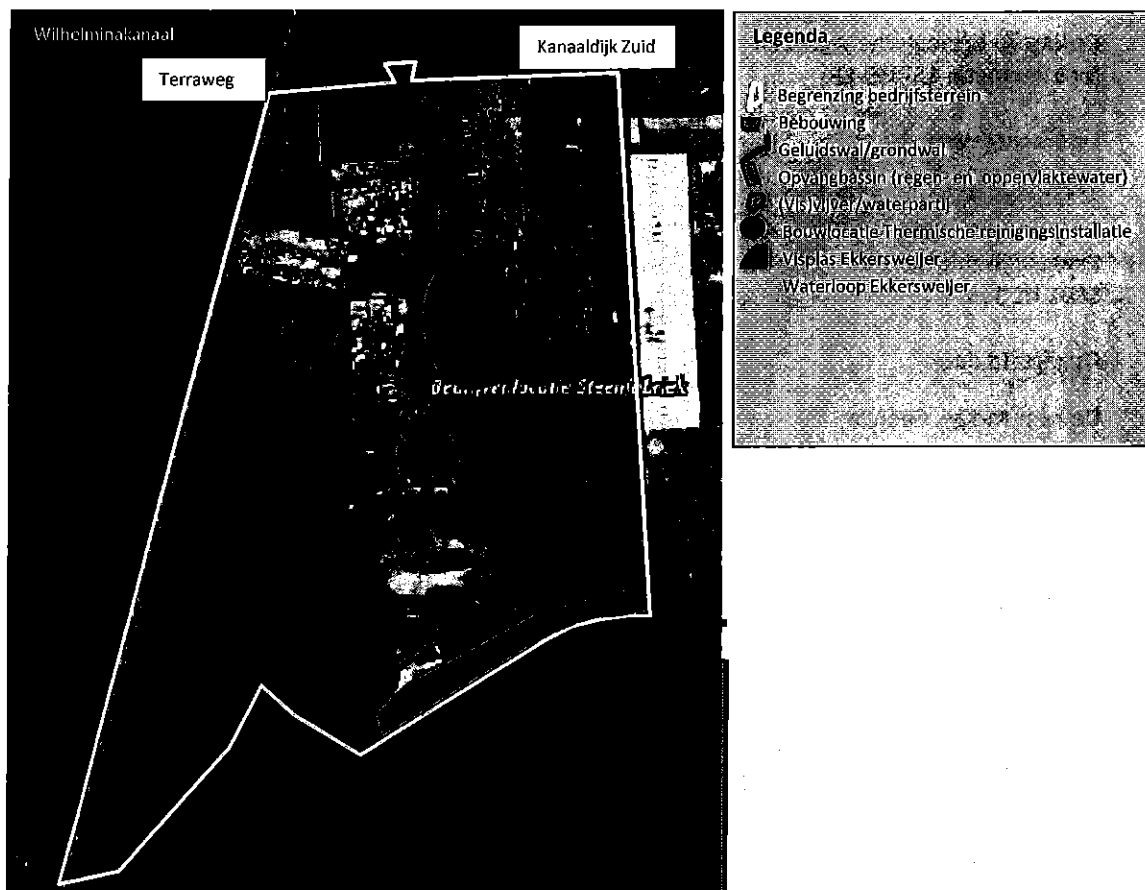 Wilhelminakanaal
Terraweg
Kanaaldijk Zuid
Legenda
Begrenzing bedrijfsterrein
Bebouwing
Geluidswal/grondwal
Opvangbassin (regen- en oppervlaktewater)
(Vis)vijver/waterpartij
Bouwlocatie Thermische reinigingsinstallatie
Visplas Ekkersweijer
Waterloop Ekkersweijer